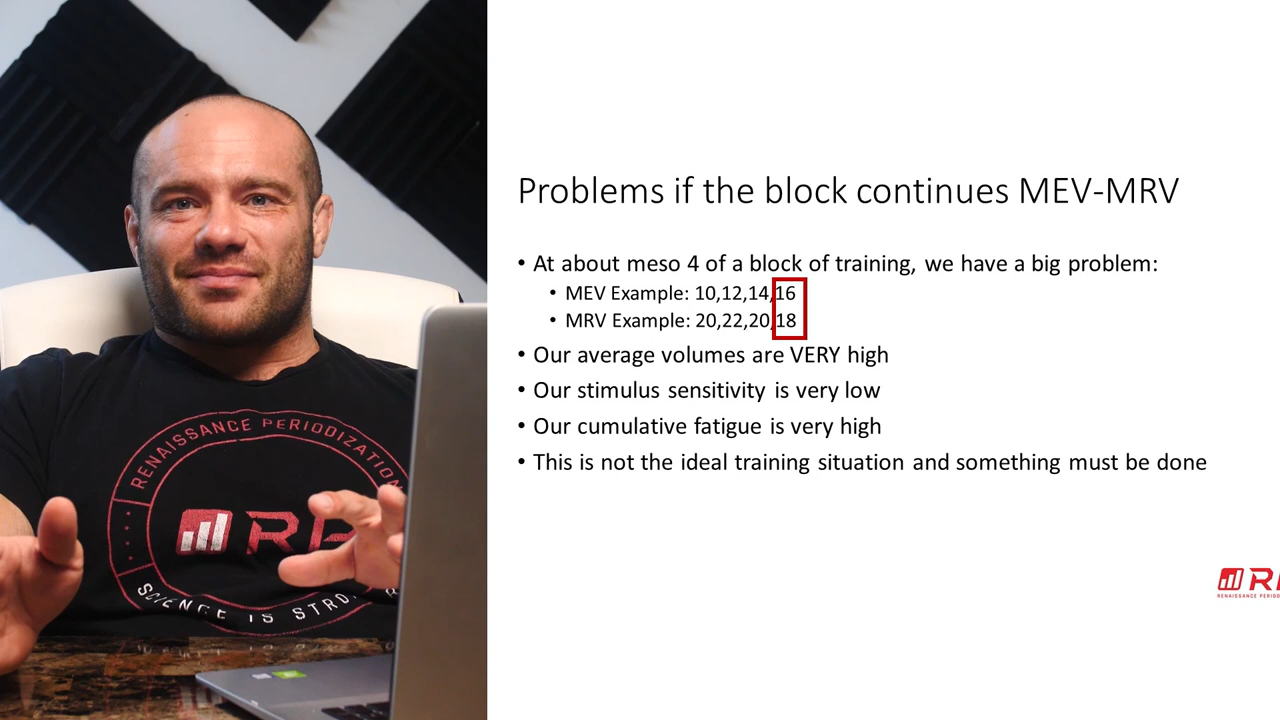 Problems if the block continues MEV-MRV
• At about meso 4 of a block of training, we have a big problem:
• MEV Example: 10,12,14,16
• MRV Example: 20,22,20,18
• Our average volumes are VERY high
• Our stimulus sensitivity is very low
• Our cumulative fatigue is very high
• This is not the ideal training situation and something must be done
RENAISSANCE PERIODIZATION
RP
SCIENCE IS STRO
R
RENAISSANCE PERIOD